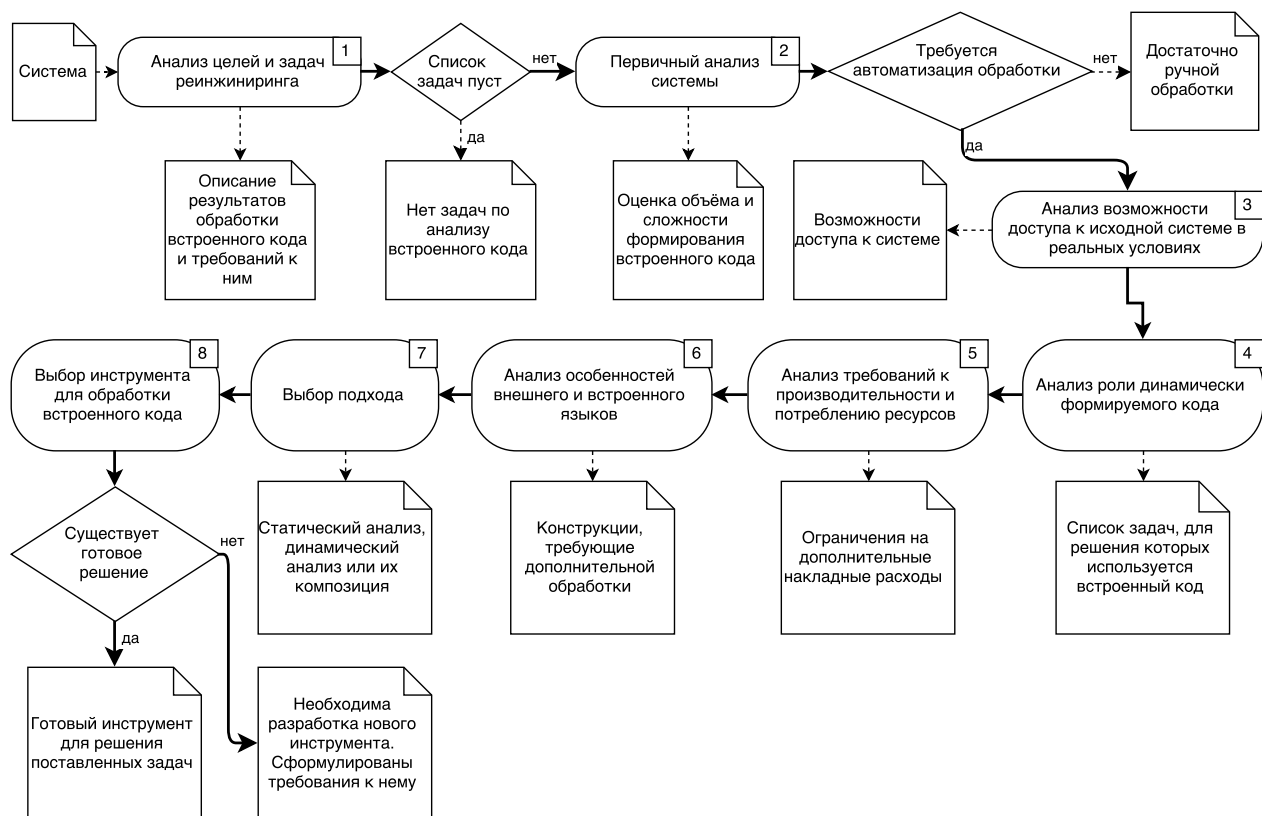 Система
1
Анализ целей и задач
реинжиниринга
Список
задач пуст
нет
да
2
Первичный анализ
системы
Требуется
автоматизация обработки
нет
да
Достаточно
ручной
обработки
Описание
результатов
обработки
встроенного кода
и требований к
ним
Нет задач по
анализу
встроенного кода
Оценка объёма и
сложности
формирования
встроенного кода
Возможности
доступа к системе
3
Анализ возможности
доступа к исходной системе в
реальных условиях
8
Выбор инструмента
для обработки
встроенного кода
7
Выбор подхода
6
Анализ особенностей
внешнего и встроенного
языков
5
Анализ требований к
производительности и
потреблению ресурсов
4
Анализ роли динамически
формируемого кода
Существует
готовое
решение
нет
да
Статический анализ,
динамический
анализ или их
композиция
Конструкции,
требующие
дополнительной
обработки
Ограничения на
дополнительные
накладные расходы
Список задач, для
решения которых
используется
встроенный код
Готовый инструмент
для решения
поставленных задач
Необходима
разработка нового
инструмента.
Сформулированы
требования к нему